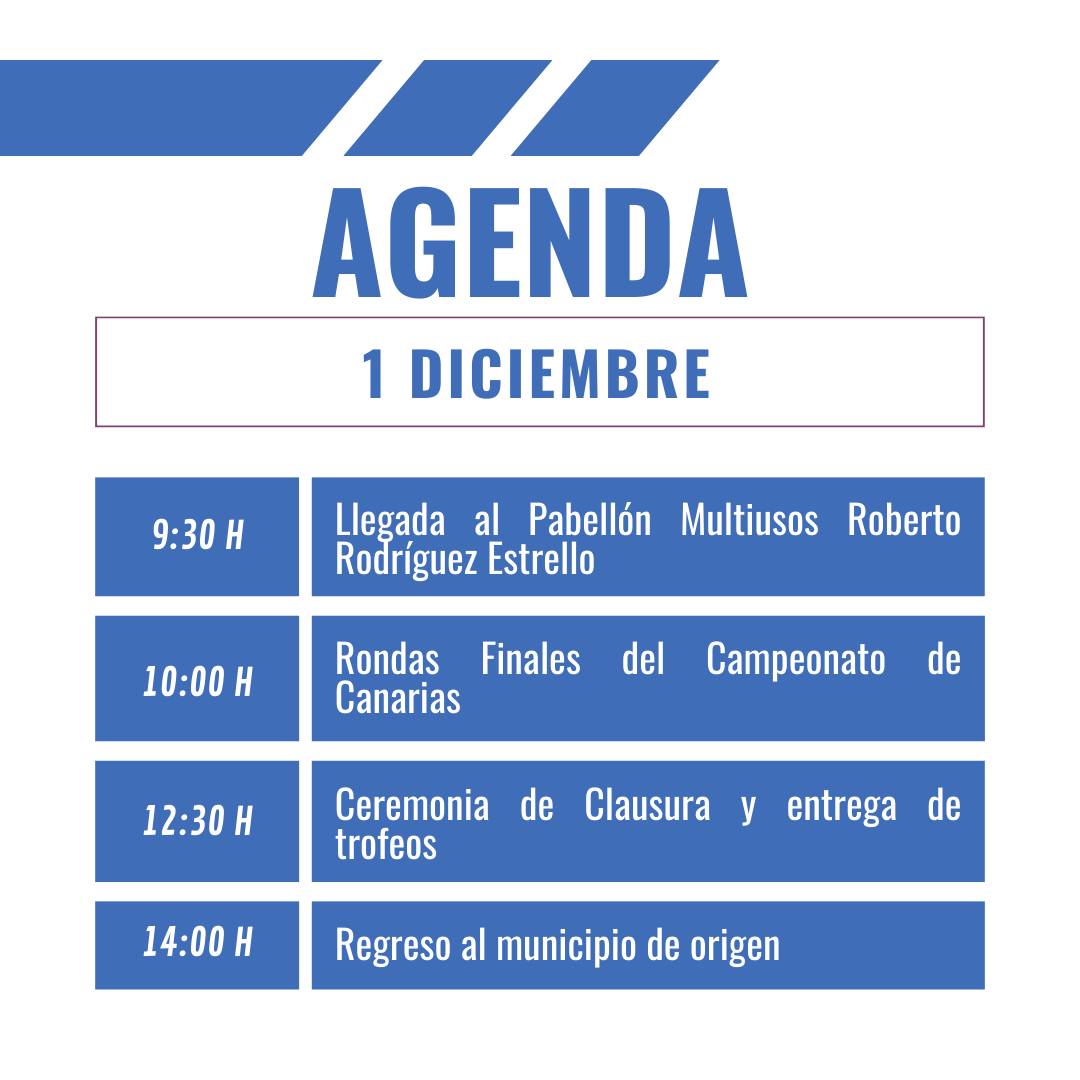 AGENDA
1 DICIEMBRE
9:30 H
Llegada al Pabellón Multiusos Roberto
Rodríguez Estrello
10:00 H
Rondas Finales del Campeonato de
Canarias
12:30 H
Ceremonia de Clausura y entrega de
trofeos
14:00 H
Regreso al municipio de origen